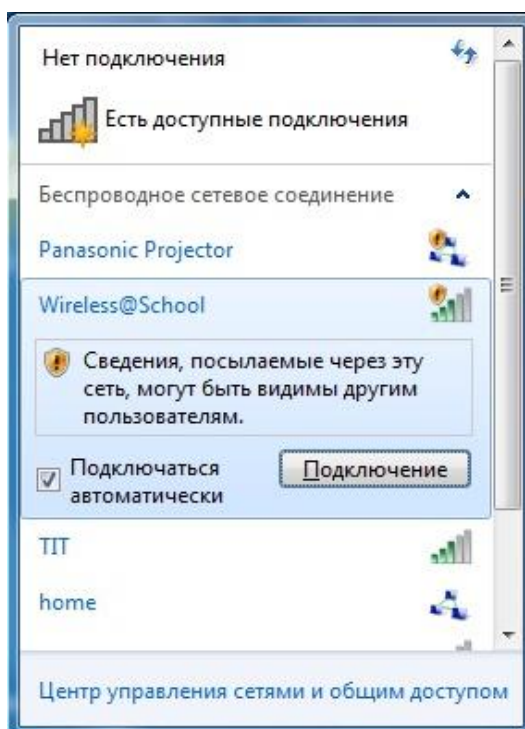 Нет подключения
Есть доступные подключения
Беспроводное сетевое соединение
Panasonic Projector
Wireless@School
Сведения, посылаемые через эту
сеть, могут быть видимы другим
пользователям.
Подключаться
автоматически
Подключение
TIT
home
Центр управления сетями и общим доступом